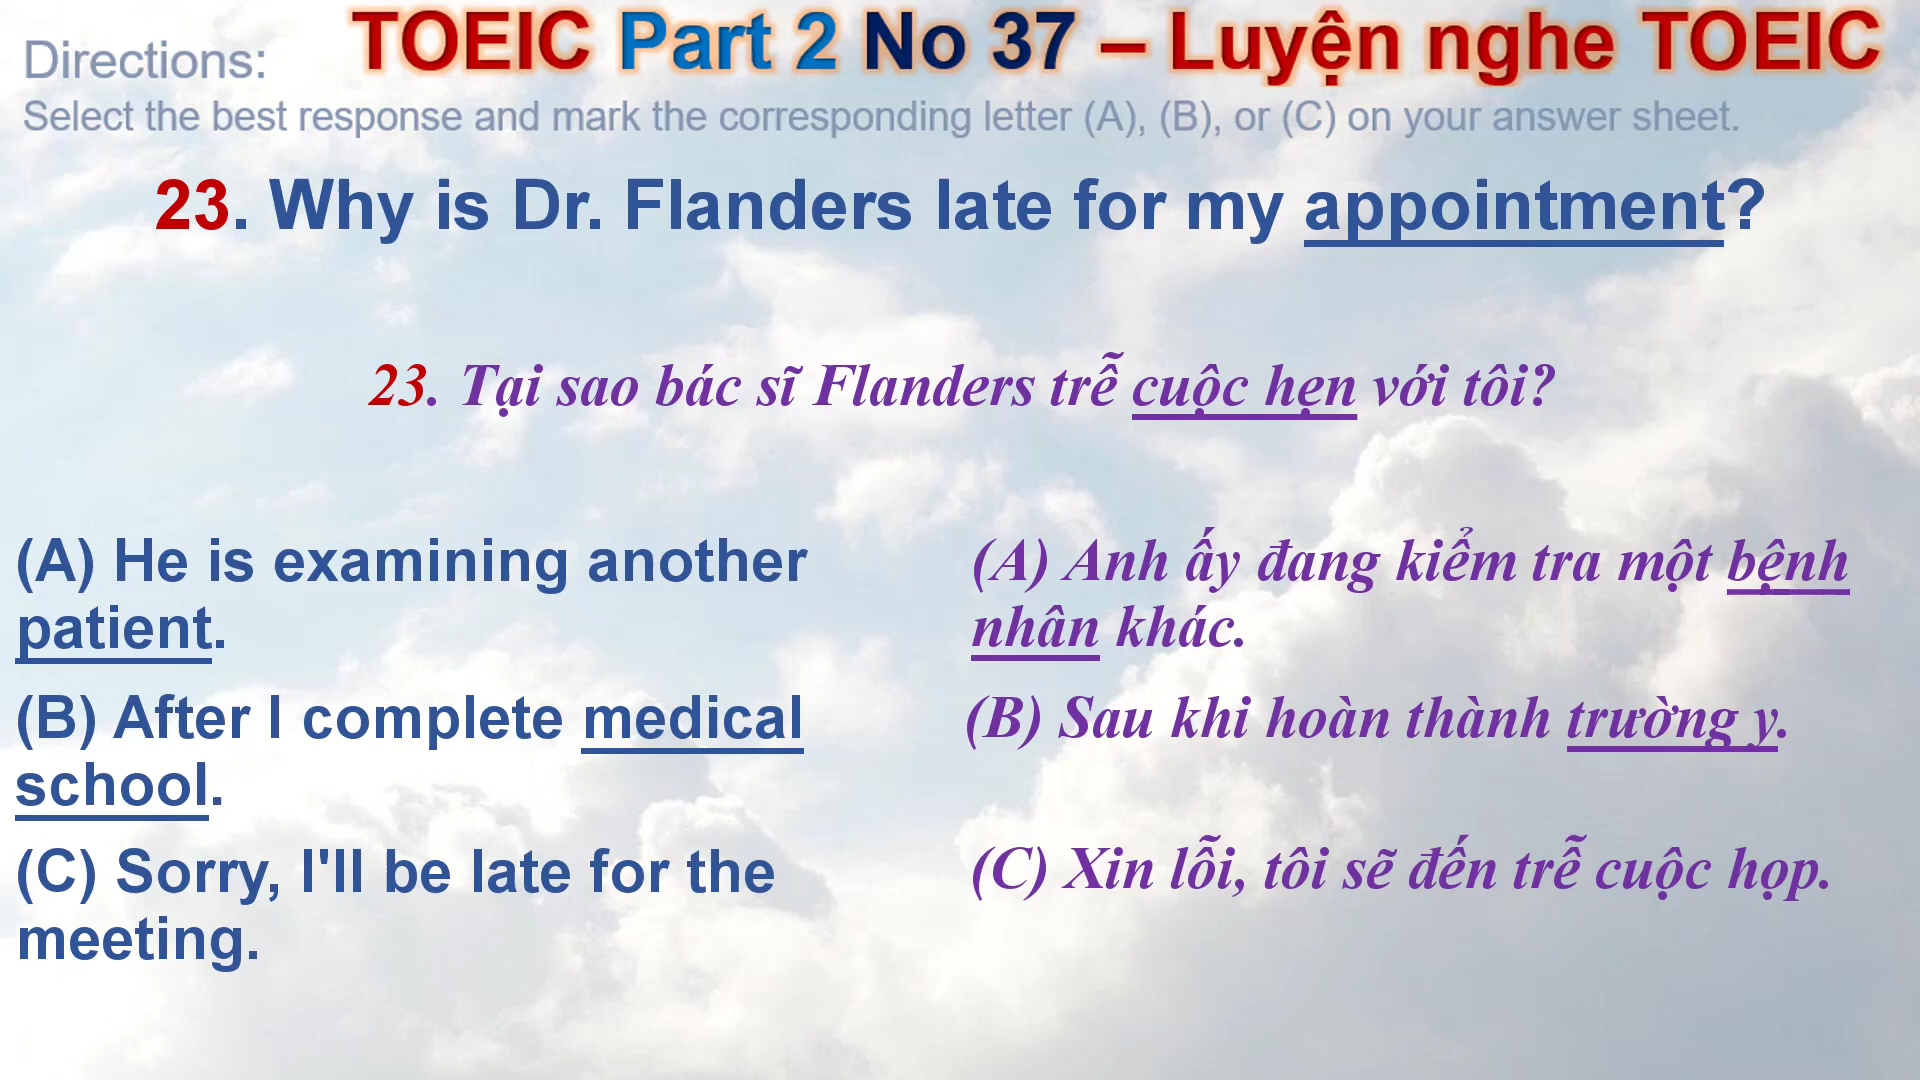 TOEIC Part 2 No 37 – Luyện nghe TOEIC
Directions:
Select the best response and mark the corresponding letter (A), (B), or (C) on your answer sheet.
23. Why is Dr. Flanders late for my appointment?
23. Tại sao bác sĩ Flanders trễ cuộc hẹn với tôi?
(A) He is examining another
patient.
(B) After I complete medical
school.
(C) Sorry, I'll be late for the
meeting.
(A) Anh ấy đang kiểm tra một bệnh
nhân khác.
(B) Sau khi hoàn thành trường y.
(C) Xin lỗi, tôi sẽ đến trễ cuộc họp.